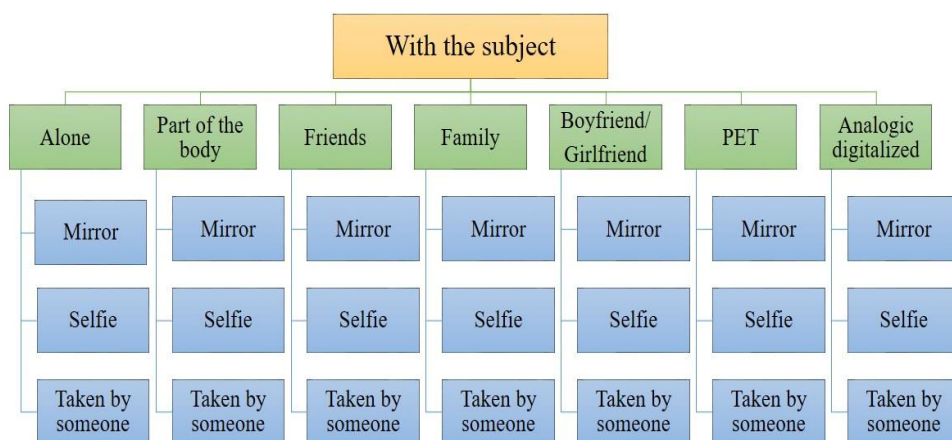 With the subject
Alone
Part of the
body
Friends
Family
Boyfriend/
Girlfriend
PET
Analogic
digitalized
Mirror
Mirror
Mirror
Mirror
Mirror
Mirror
Mirror
Selfie
Selfie
Selfie
Selfie
Selfie
Selfie
Selfie
Taken by
someone
Taken by
someone
Taken by
someone
Taken by
someone
Taken by
someone
Taken by
someone
Taken by
someone